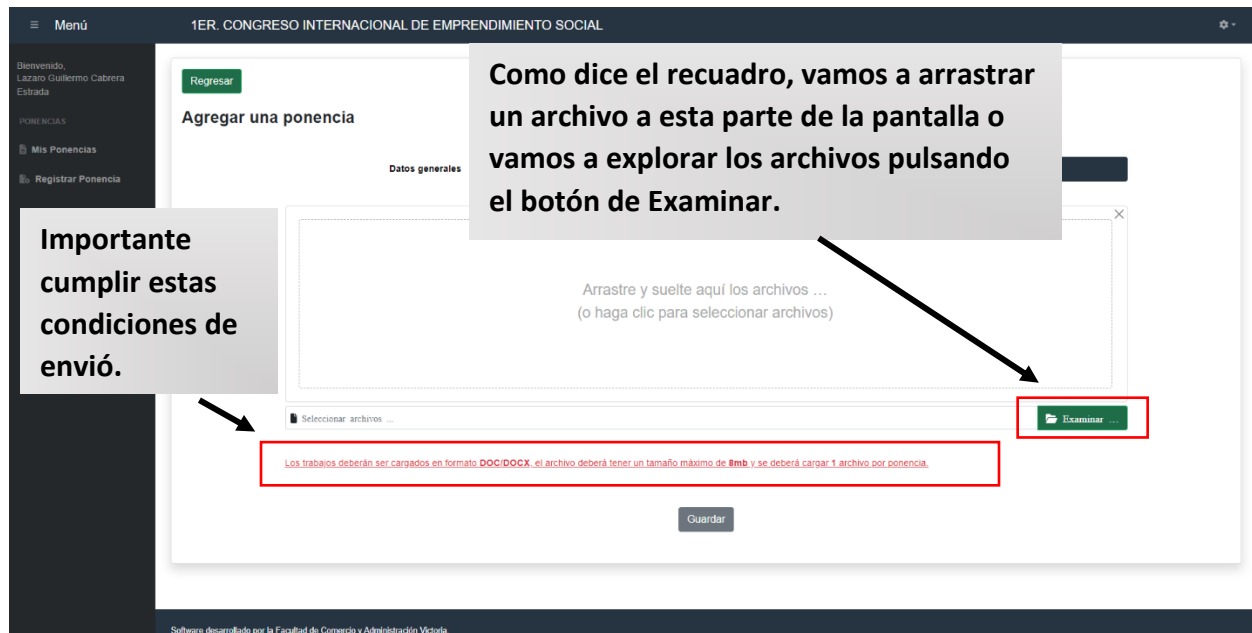 ≡ Menú
1ER. CONGRESO INTERNACIONAL DE EMPRENDIMIENTO SOCIAL
Bienvenido,
Lazaro Guillermo Cabrera
Estrada
PONENCIAS
Mis Ponencias
Registrar Ponencia
Regresar
Agregar una ponencia
Datos generales
Como dice el recuadro, vamos a arrastrar
un archivo a esta parte de la pantalla o
vamos a explorar los archivos pulsando
el botón de Examinar.
Importante
cumplir estas
condiciones de
envió.
Arrastre y suelte aquí los archivos …
(o haga clic para seleccionar archivos)
Seleccionar archivos ...
Examinar …
Los trabajos deberán ser cargados en formato DOC/DOCX, el archivo deberá tener un tamaño máximo de 8mb y se deberá cargar 1 archivo por ponencia.
Guardar
Software desarrollado por la Facultad de Comercio y Administración Victoria.